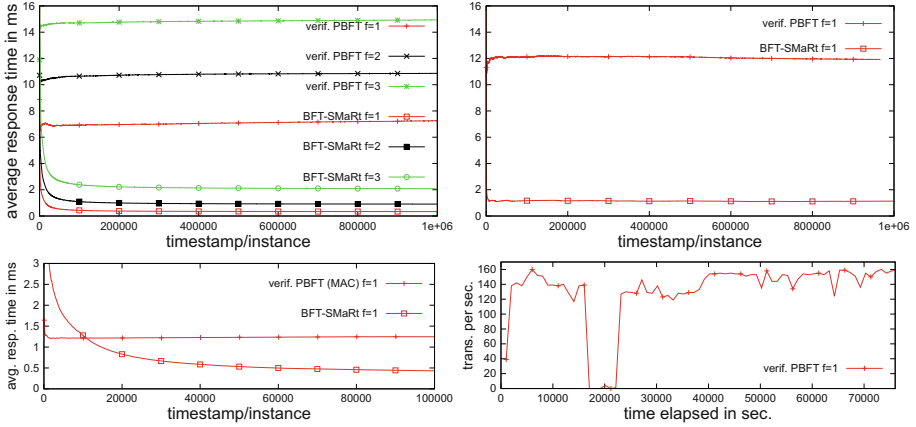 average response time in ms
16
14
12
10
8
6
4
2
0
verif. PBFT f=1
verif. PBFT f=2
verif. PBFT f=3
BFT-SMaRt f=1
BFT-SMaRt f=2
BFT-SMaRt f=3
0 200000 400000 600000 800000 1e+06
timestamp/instance
16
14
12
10
8
6
4
2
0
verif. PBFT f=1
BFT-SMaRt f=1
0 200000 400000 600000 800000 1e+06
timestamp/instance
avg. resp. time in ms
3
2.5
2
1.5
1
0.5
0
verif. PBFT (MAC) f=1
BFT-SMaRt f=1
0 20000 40000 60000 80000 100000
timestamp/instance
trans. per sec.
160
140
120
100
80
60
40
20
0
verif. PBFT f=1
0 10000 20000 30000 40000 50000 60000 70000
time elapsed in sec.